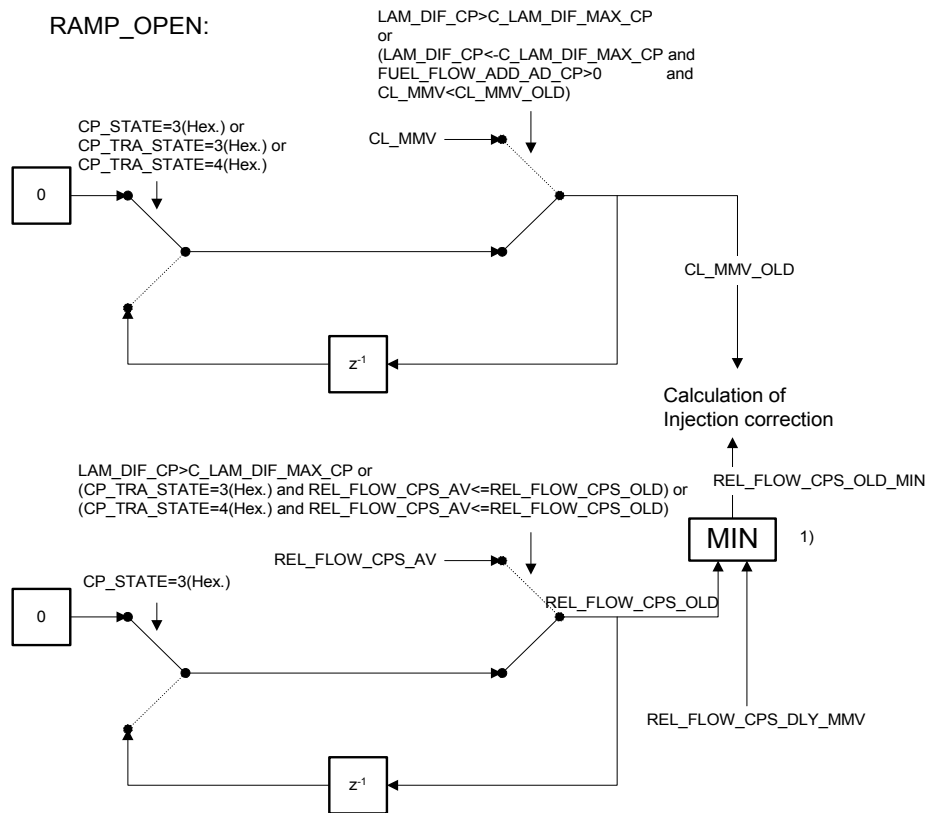 RAMP_OPEN:
LAM_DIF_CP>C_LAM_DIF_MAX_CP
or
(LAM_DIF_CP<-C_LAM_DIF_MAX_CP and
FUEL_FLOW_ADD_AD_CP>0 and
CL_MMV<CL_MMV_OLD)
CP_STATE=3(Hex.) or
CP_TRA_STATE=3(Hex.) or
CP_TRA_STATE=4(Hex.)
CL_MMV
0
CL_MMV_OLD
z-1
Calculation of
Injection correction
LAM_DIF_CP>C_LAM_DIF_MAX_CP or
(CP_TRA_STATE=3(Hex.) and REL_FLOW_CPS_AV<=REL_FLOW_CPS_OLD) or
(CP_TRA_STATE=4(Hex.) and REL_FLOW_CPS_AV<=REL_FLOW_CPS_OLD)
REL_FLOW_CPS_OLD_MIN
MIN
1)
REL_FLOW_CPS_AV
CP_STATE=3(Hex.)
REL_FLOW_CPS_OLD
0
REL_FLOW_CPS_DLY_MMV
z-1